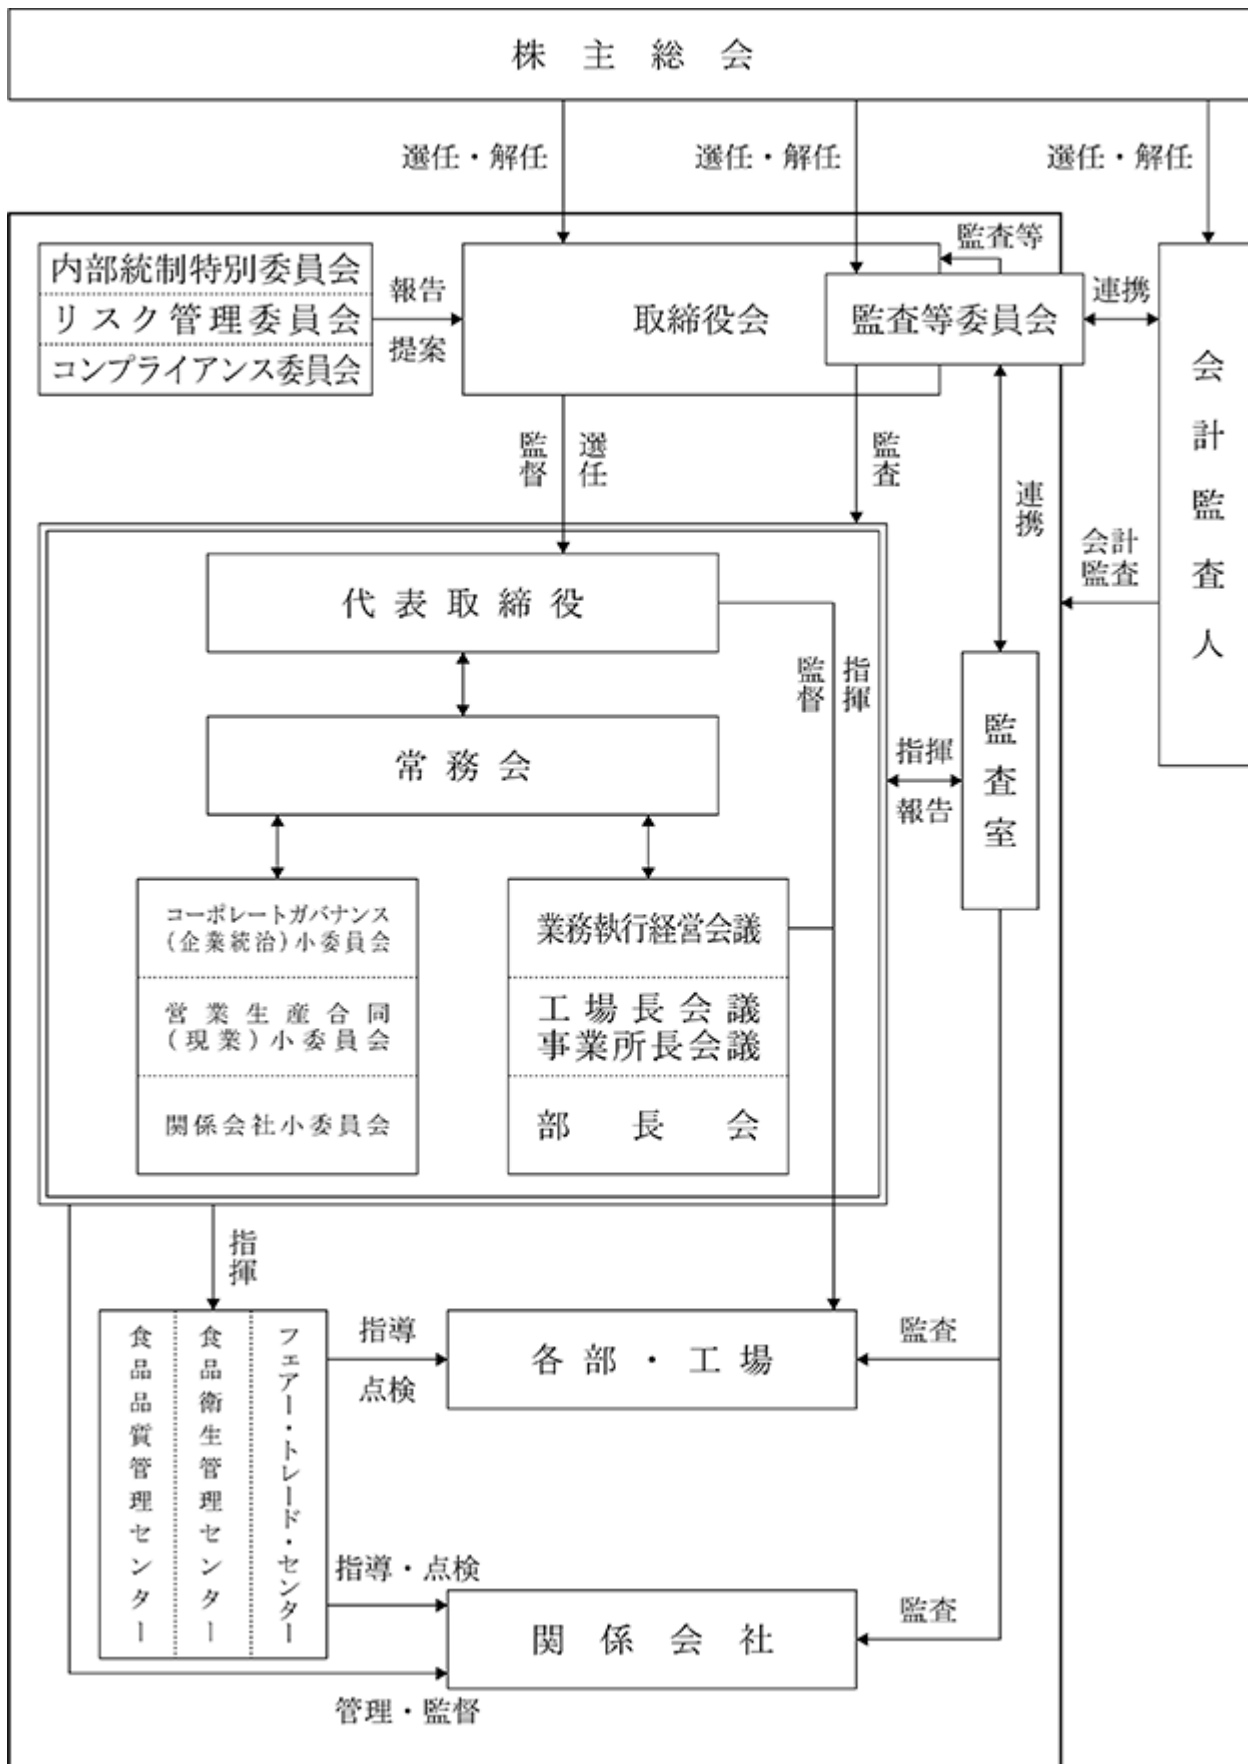 株主総会
選任・解任
選任・解任
選任・解任
内部統制特別委員会
リスク管理委員会
コンプライアンス委員会
報告
提案
取締役会
監査等
監査等委員会
連携
会計監査人
監督
選任
監査
連携
会計
監査
代表取締役
監督
指揮
常務会
指揮
報告
監査室
コーポレートガバナンス
(企業統治)小委員会
営業生産合同
(現業)小委員会
関係会社小委員会
業務執行経営会議
工場長会議
事業所長会議
部長会
指揮
食品品質管理センター
食品衛生管理センター
フェアー・トレード・センター
指導
点検
各部・工場
監査
指導・点検
関係会社
監査
管理・監督